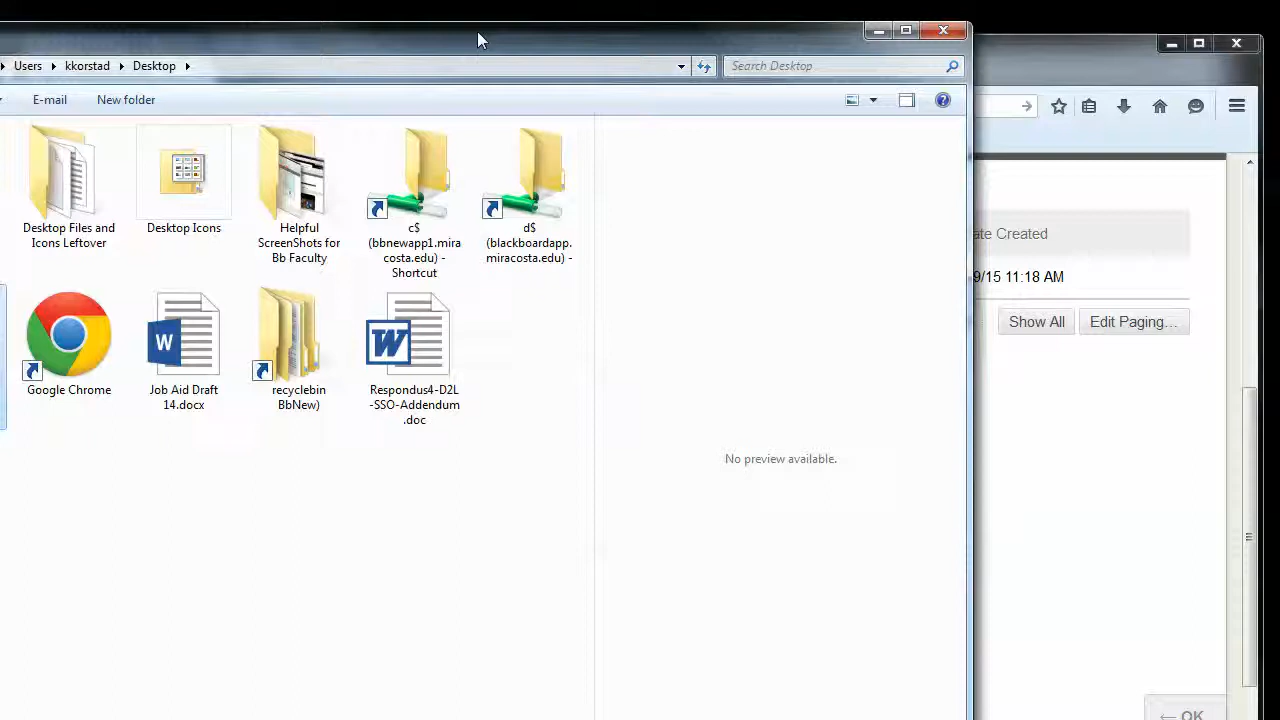 Users
kkorstad
Desktop
Search Desktop
E-mail
New folder
Desktop Files and
Icons Leftover
Desktop Icons
Helpful
ScreenShots for
Bb Faculty
c$
(bbnewapp1.mira
costa.edu) -
Shortcut
d$
(blackboardapp.
miracosta.edu) -
Google Chrome
W
Job Aid Draft
14.docx
recyclebin
BbNew)
W
Respondus4-D2L
-SSO-Addendum
.doc
No preview available.
ate Created
9/15 11:18 AM
Show All
Edit Paging...
OK